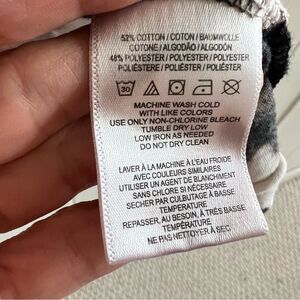 52% COTTON / COTON / BAUMWOLLE
COTONE / ALGODÃO / ALGODÓN
48% POLYESTER / POLYESTER / POLYESTER
POLIESTERE / POLIÉSTER / POLIÉSTER
30
MACHINE WASH COLD
WITH LIKE COLORS
USE ONLY NON-CHLORINE BLEACH
TUMBLE DRY LOW
LOW IRON AS NEEDED
DO NOT DRY CLEAN
LAVER À LA MACHINE À L'EAU FROIDE
AVEC COULEURS SIMILAIRES
UTILISER UN AGENT DE BLANCHIMENT
SANS CHLORE SI NÉCESSAIRE
SECHER PAR CULBUTAGE À TRÈS BASSE
TEMPÉRATURE
REPASSER, AU BESOIN, À TRÈS BASSE
TEMPÉRATURE
NE PAS NETTOYER À SEC